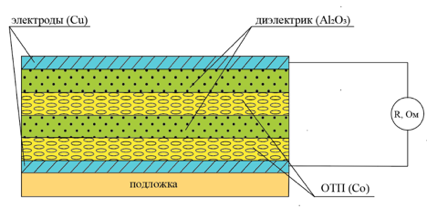 электроды (Cu)
диэлектрик (Al₂O₃)
R, Ом
ОТП (Co)
подложка